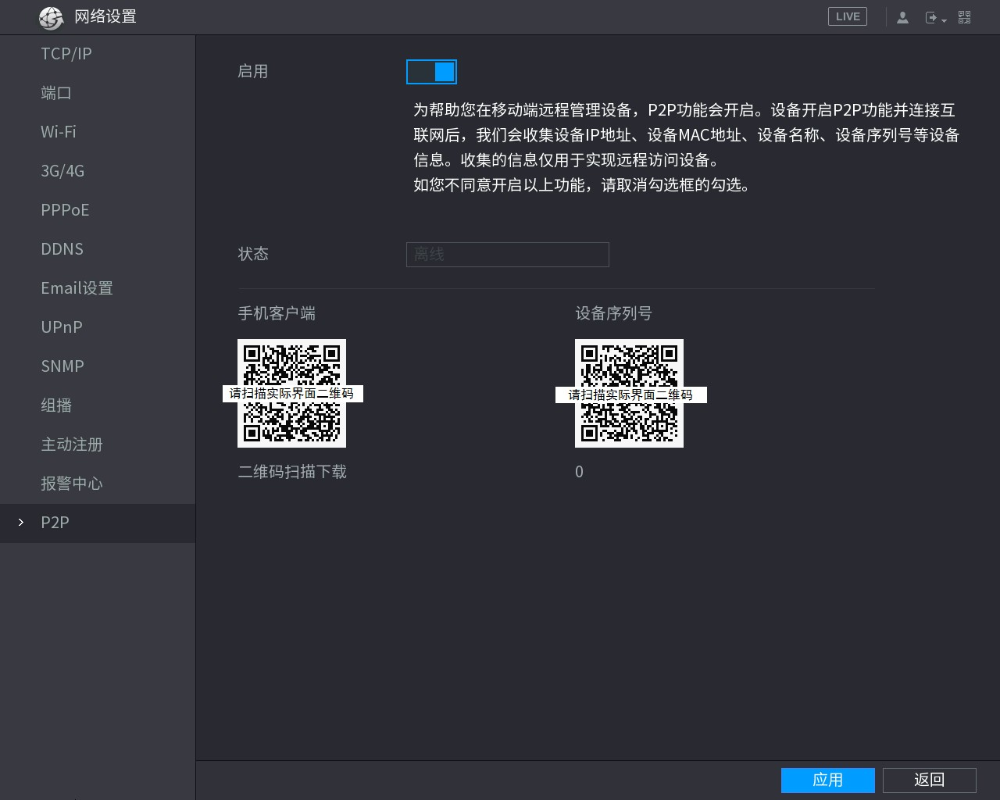 网络设置
LIVE
TCP/IP
端口
Wi-Fi
3G/4G
PPPoE
DDNS
Email设置
UPnP
SNMP
组播
主动注册
报警中心
P2P
启用
为帮助您在移动端远程管理设备，P2P功能会开启。设备开启P2P功能并连接互
联网后，我们会收集设备IP地址、设备MAC地址、设备名称、设备序列号等设备
信息。收集的信息仅用于实现远程访问设备。
如您不同意开启以上功能，请取消勾选框的勾选。
状态
离线
手机客户端
设备序列号
请扫描实际界面二维码
请扫描实际界面二维码
二维码扫描下载
0
应用
返回